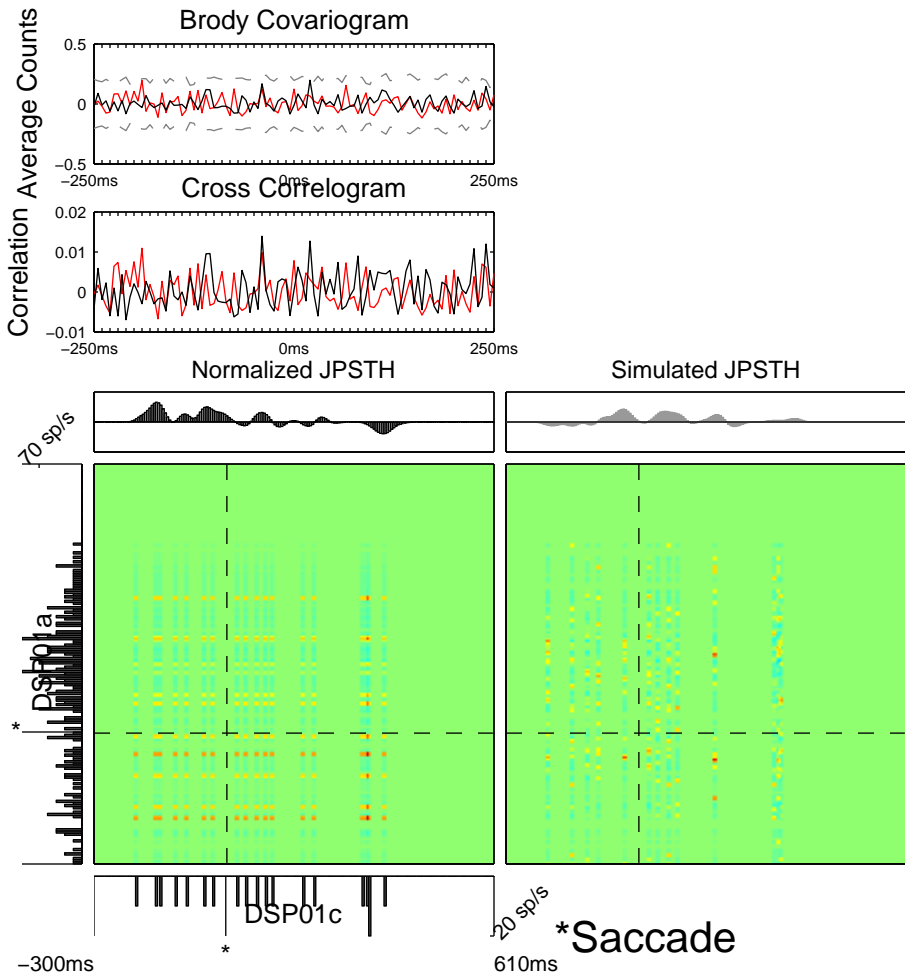 Brody Covariogram
0.5
0
−0.5
Average Counts
−250ms
0ms
250ms
Cross Correlogram
0.02
0.01
0
−0.01
Correlation
−250ms
0ms
250ms
Normalized JPSTH
Simulated JPSTH
70 sp/s
DSP01a
*
DSP01c
*
−20 sp/s
*Saccade
−300ms
610ms